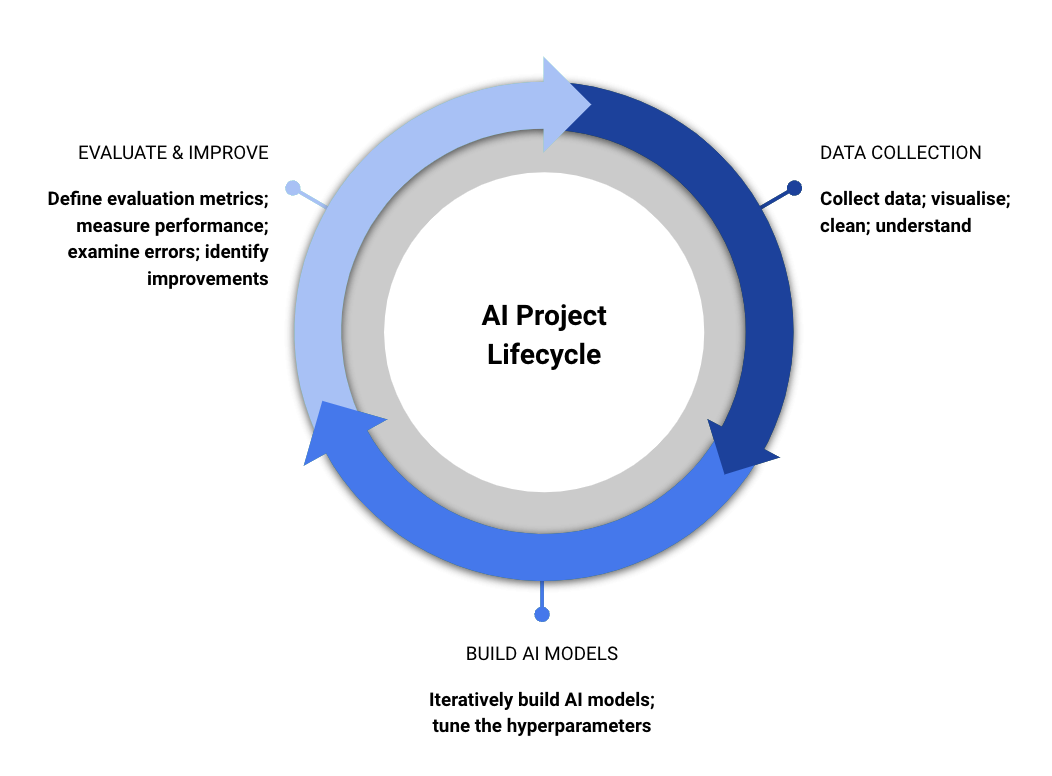 EVALUATE & IMPROVE
Define evaluation metrics;
measure performance;
examine errors; identify
improvements
DATA COLLECTION
Collect data; visualise;
clean; understand
AI Project
Lifecycle
BUILD AI MODELS
Iteratively build AI models;
tune the hyperparameters